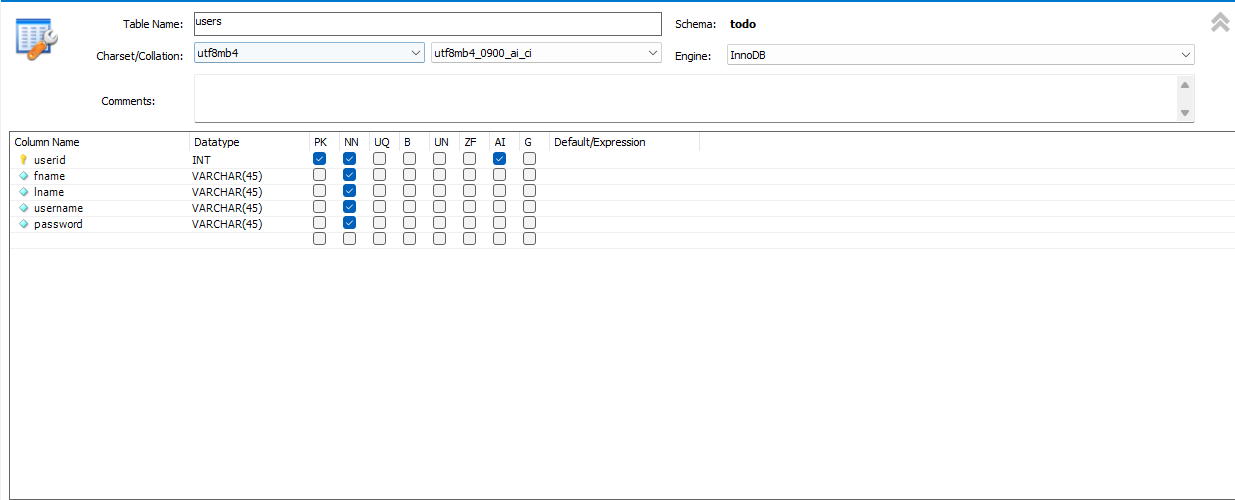 Table Name: users Schema: todo
Charset/Collation: utf8mb4 utf8mb4_0900_ai_ci Engine: InnoDB
Comments:
Column Name Datatype PK NN UQ B UN ZF AI G Default/Expression
userid INT
fname VARCHAR(45)
lname VARCHAR(45)
username VARCHAR(45)
password VARCHAR(45)